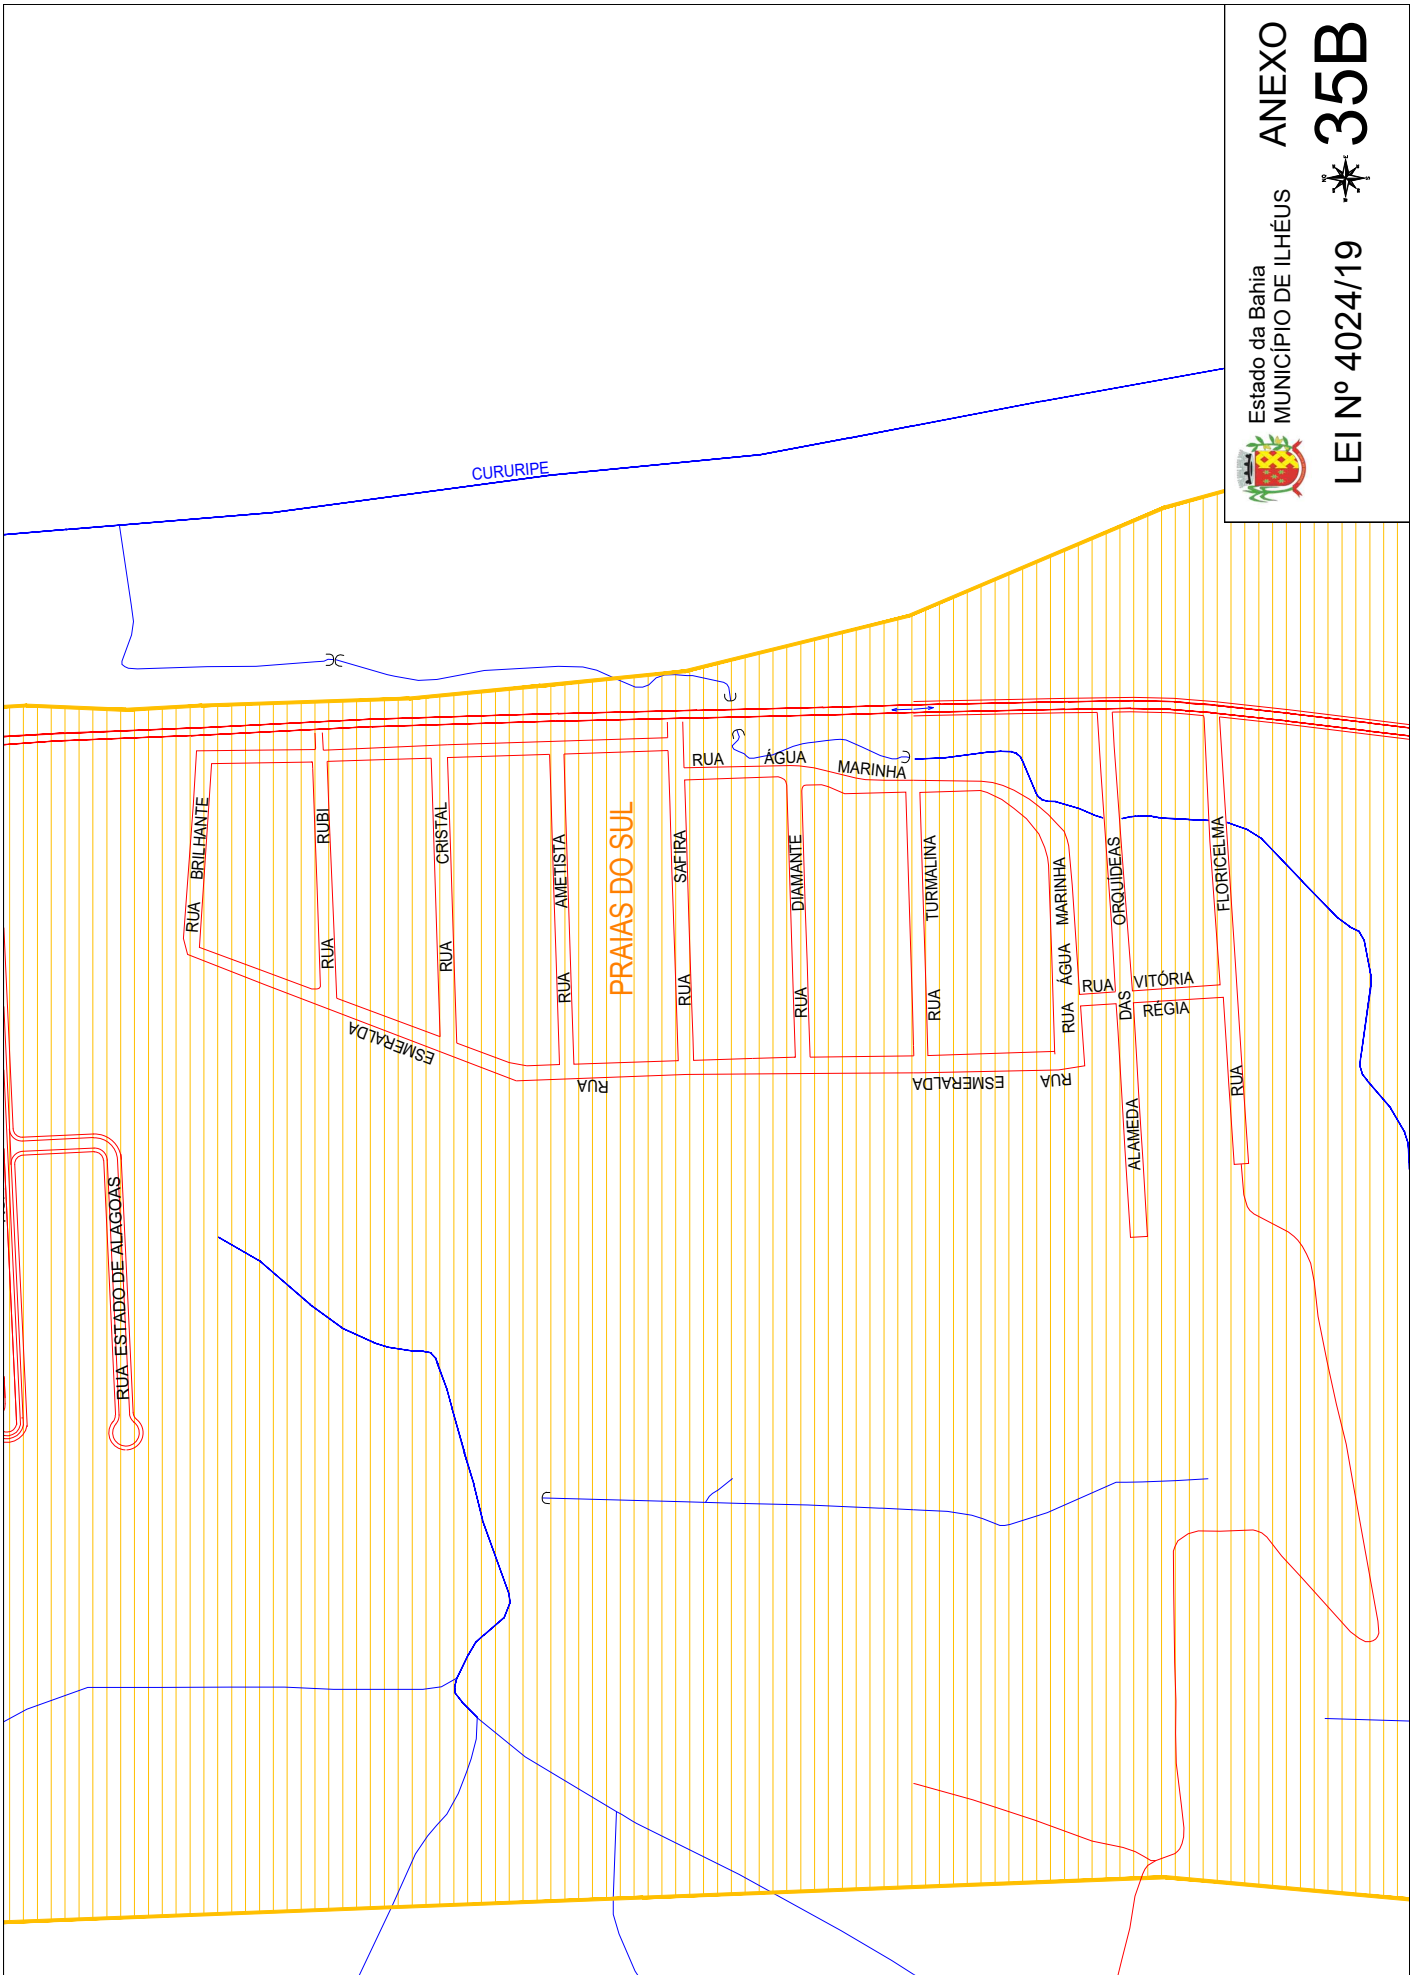 Estado da Bahia
MUNICÍPIO DE ILHÉUS
ANEXO
LEI Nº 4024/19
35B
NO
E
S
CURURIPE
RUA BRILHANTE
RUA RUBI
RUA CRISTAL
RUA AMETISTA
PRAIAS DO SUL
RUA SAFIRA
RUA DIAMANTE
RUA TURMALINA
RUA ÁGUA MARINHA
RUA ÁGUA MARINHA
RUA ESMERALDA
RUA ESMERALDA
ALAMEDA DAS ORQUÍDEAS
RUA VITÓRIA
RÉGIA
RUA FLORICELMA
RUA ESTADO DE ALAGOAS